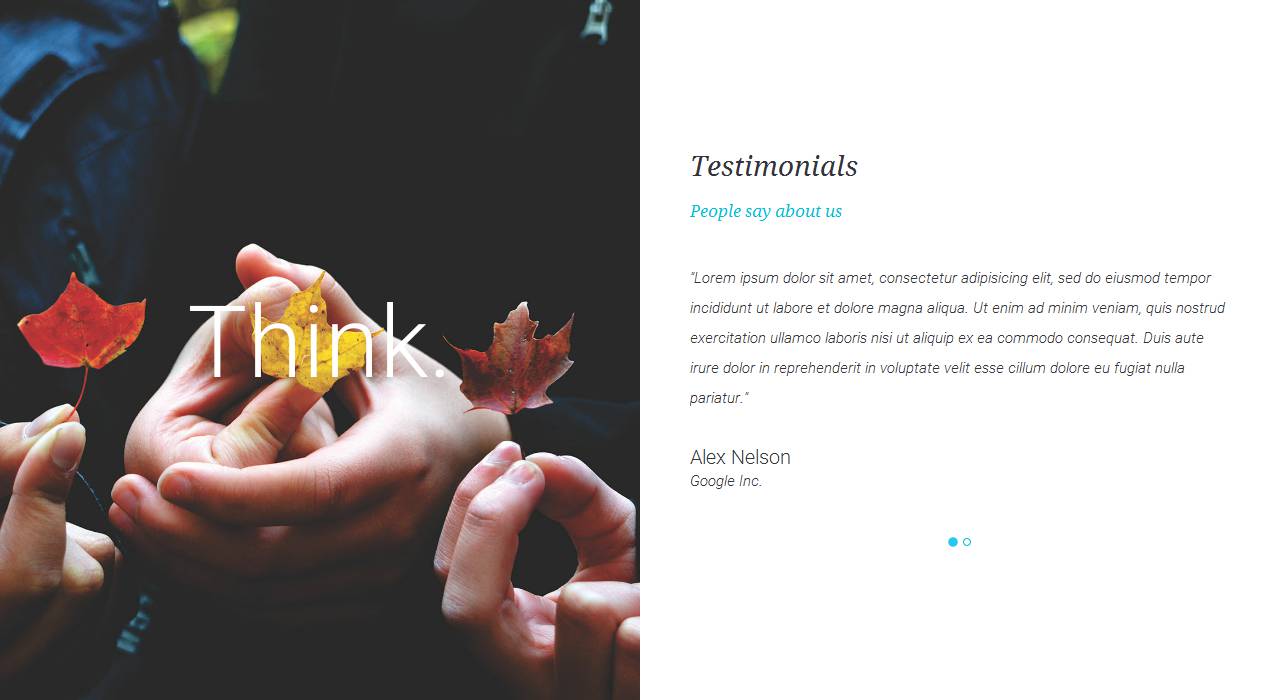 Think.
Testimonials
People say about us
"Lorem ipsum dolor sit amet, consectetur adipisicing elit, sed do eiusmod tempor
incididunt ut labore et dolore magna aliqua. Ut enim ad minim veniam, quis nostrud
exercitation ullamco laboris nisi ut aliquip ex ea commodo consequat. Duis aute
irure dolor in reprehenderit in voluptate velit esse cillum dolore eu fugiat nulla
pariatur."
Alex Nelson
Google Inc.